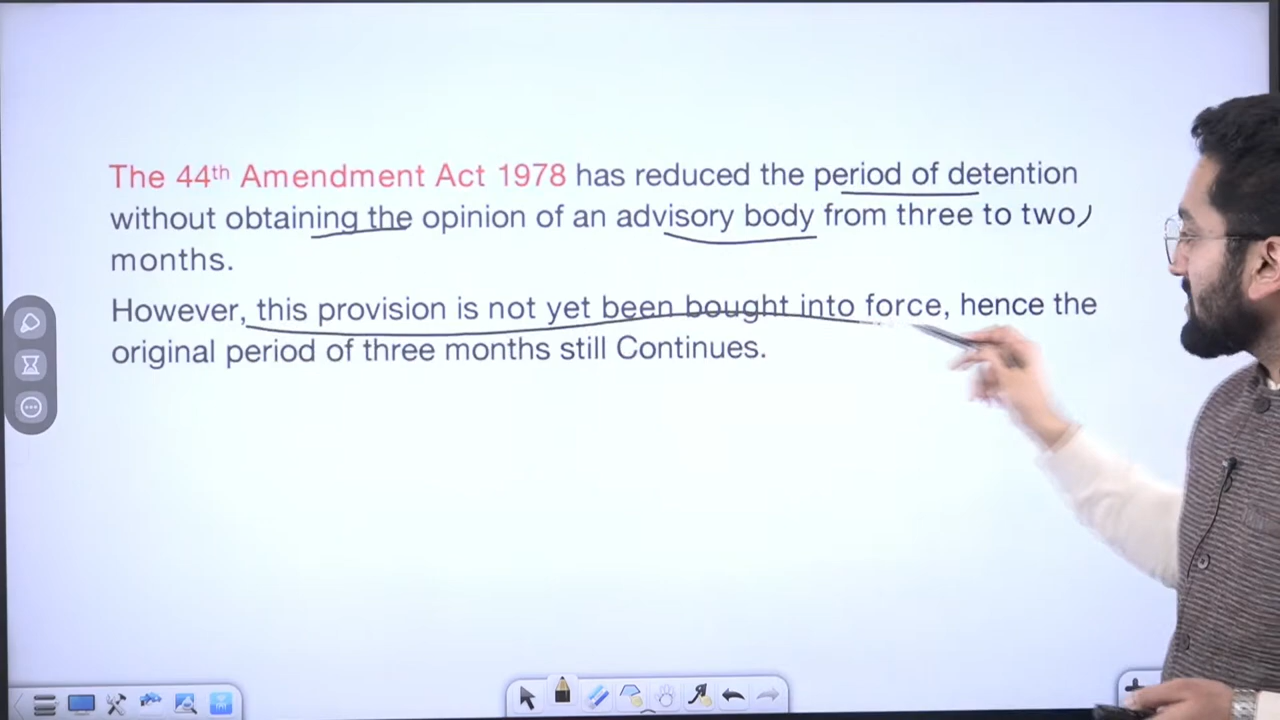 The 44th Amendment Act 1978 has reduced the period of detention
without obtaining the opinion of an advisory body from three to two
months.
However, this provision is not yet been bought into force, hence the
original period of three months still Continues.